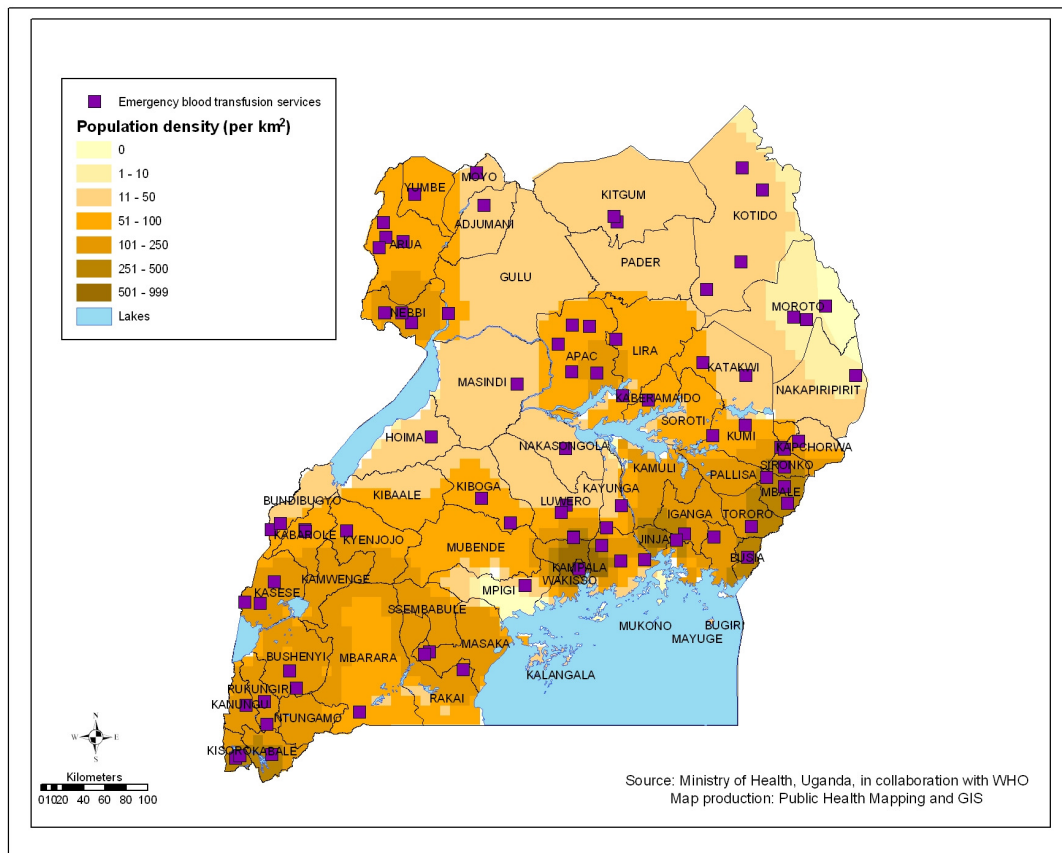 Emergency blood transfusion services
Population density (per km2)
0
1 - 10
11 - 50
51 - 100
101 - 250
251 - 500
501 - 999
Lakes
MOYO
YUMBE
KITGUM
ADJUMANI
KOTIDO
ARUA
PADER
GULU
MOROTO
NEBBI
LIRA
APAC
KATAKWI
MASINDI
NAKAPIRIPIRIT
KABERAMAIDO
SOROTI
HOIMA
KUMI
NAKASONGOLA
KAPCHORWA
SIRONKO
KAMULI
PALLISA
KIBOGA
KAYUNGA
MBALE
KIBAALE
BUNDIBUGYO
LUWERO
IGANGA
TORORO
KABAROLE
KYENJOJO
JINJA
MUBENDE
BUSIA
KAMPALA
KAMWENGE
WAKISSO
MPIGI
KASESE
SSEMBABULE
MUKONO
BUGIRI
MAYUGE
MASAKA
BUSHENYI
MBARARA
KALANGALA
RUKUNGIRI
RAKAI
KANUNGU
NTUNGAMO
KISORO
KABALE
N
W E
S
Kilometers
01020 40 60 80 100
Source: Ministry of Health, Uganda, in collaboration with WHO
Map production: Public Health Mapping and GIS